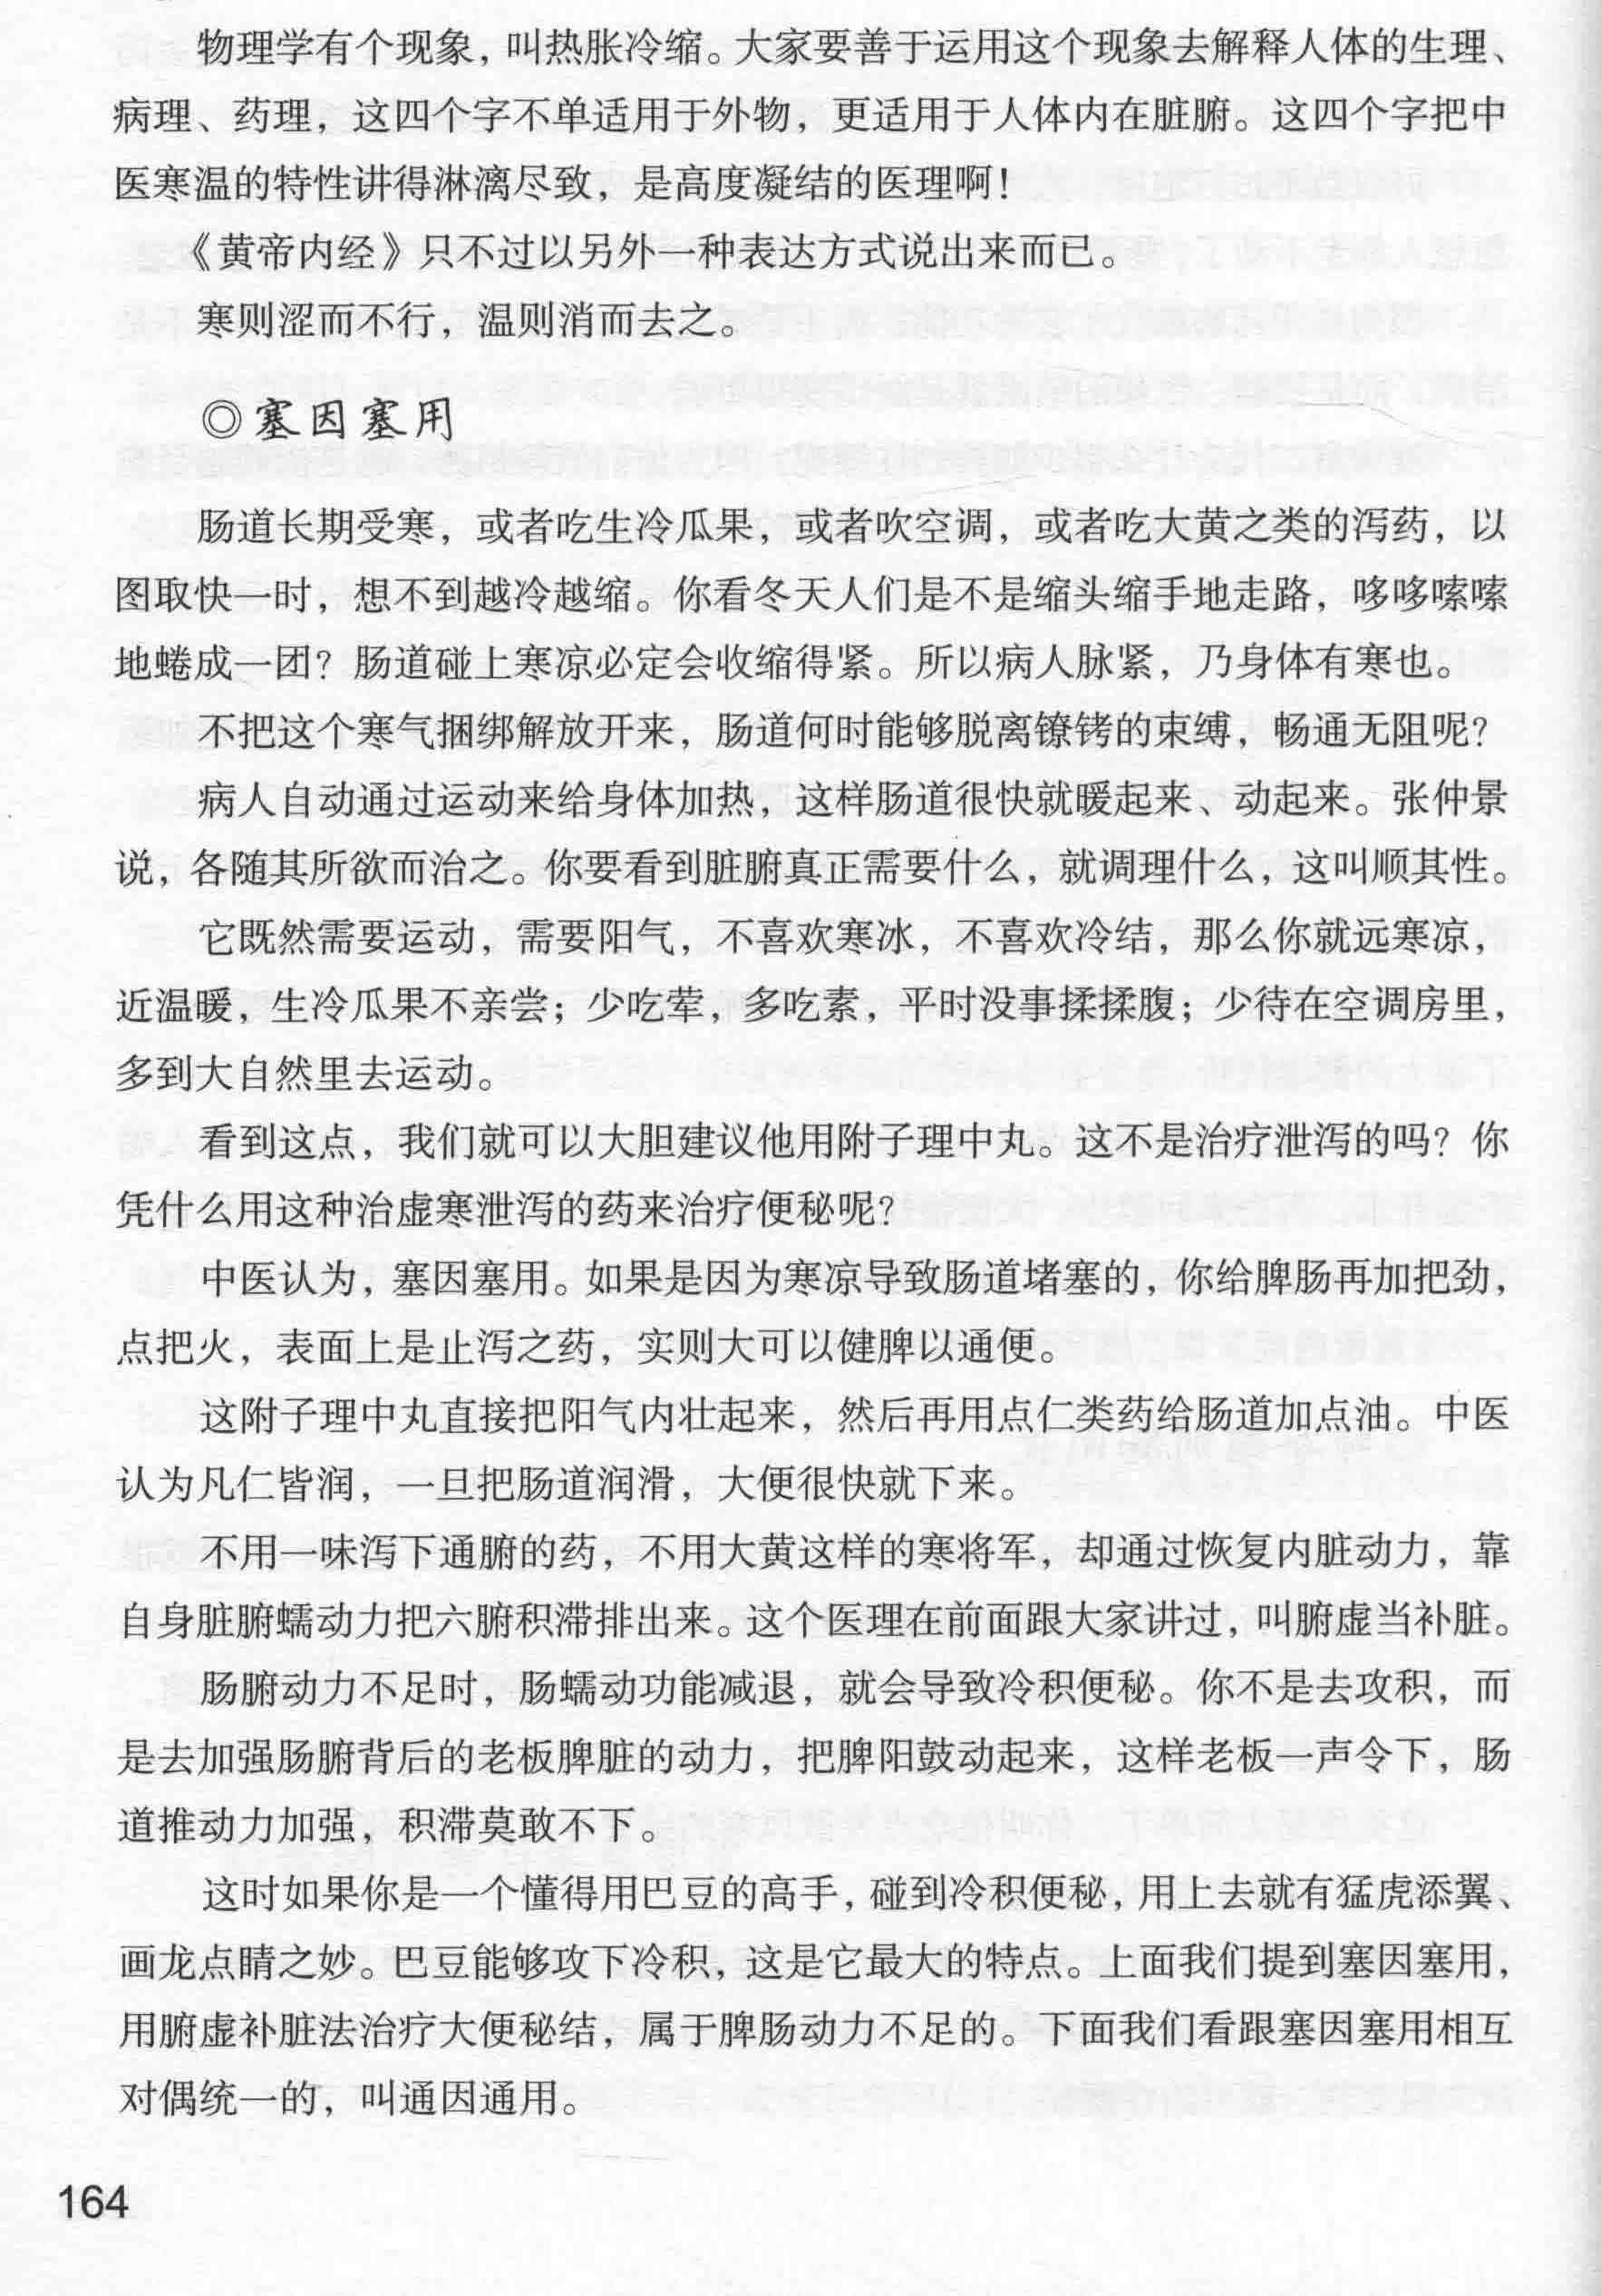 物理学有个现象，叫热胀冷缩。大家要善于运用这个现象去解释人体的生理、
病理、药理，这四个字不单适用于外物，更适用于人体内在脏腑。这四个字把中
医寒温的特性讲得淋漓尽致，是高度凝结的医理啊！
《黄帝内经》只不过以另外一种表达方式说出来而已。
寒则涩而不行，温则消而去之。
◎塞因塞用
肠道长期受寒，或者吃生冷瓜果，或者吹空调，或者吃大黄之类的泻药，以
图取快一时，想不到越冷越缩。你看冬天人们是不是缩头缩手地走路，哆哆嗦嗦
地蜷成一团？肠道碰上寒凉必定会收缩得紧。所以病人脉紧，乃身体有寒也。
不把这个寒气捆绑解放开来，肠道何时能够脱离镣铐的束缚，畅通无阻呢？
病人自动通过运动来给身体加热，这样肠道很快就暖起来、动起来。张仲景
说，各随其所欲而治之。你要看到脏腑真正需要什么，就调理什么，这叫顺其性。
它既然需要运动，需要阳气，不喜欢寒冰，不喜欢冷结，那么你就远寒凉，
近温暖，生冷瓜果不亲尝；少吃荤，多吃素，平时没事揉揉腹；少待在空调房里，
多到大自然里去运动。
看到这点，我们就可以大胆建议他用附子理中丸。这不是治疗泄泻的吗？你
凭什么用这种治虚寒泄泻的药来治疗便秘呢？
中医认为，塞因塞用。如果是因为寒凉导致肠道堵塞的，你给脾肠再加把劲，
点把火，表面上是止泻之药，实则大可以健脾以通便。
这附子理中丸直接把阳气内壮起来，然后再用点仁类药给肠道加点油。中医
认为凡仁皆润，一旦把肠道润滑，大便很快就下来。
不用一味泻下通腑的药，不用大黄这样的寒将军，却通过恢复内脏动力，靠
自身脏腑蠕动力把六腑积滞排出来。这个医理在前面跟大家讲过，叫腑虚当补脏。
肠腑动力不足时，肠蠕动功能减退，就会导致冷积便秘。你不是去攻积，而
是去加强肠腑背后的老板脾脏的动力，把脾阳鼓动起来，这样老板一声令下，肠
道推动力加强，积滞莫敢不下。
这时如果你是一个懂得用巴豆的高手，碰到冷积便秘，用上去就有猛虎添翼、
画龙点睛之妙。巴豆能够攻下冷积，这是它最大的特点。上面我们提到塞因塞用，
用腑虚补脏法治疗大便秘结，属于脾肠动力不足的。下面我们看跟塞因塞用相互
对偶统一的，叫通因通用。
164